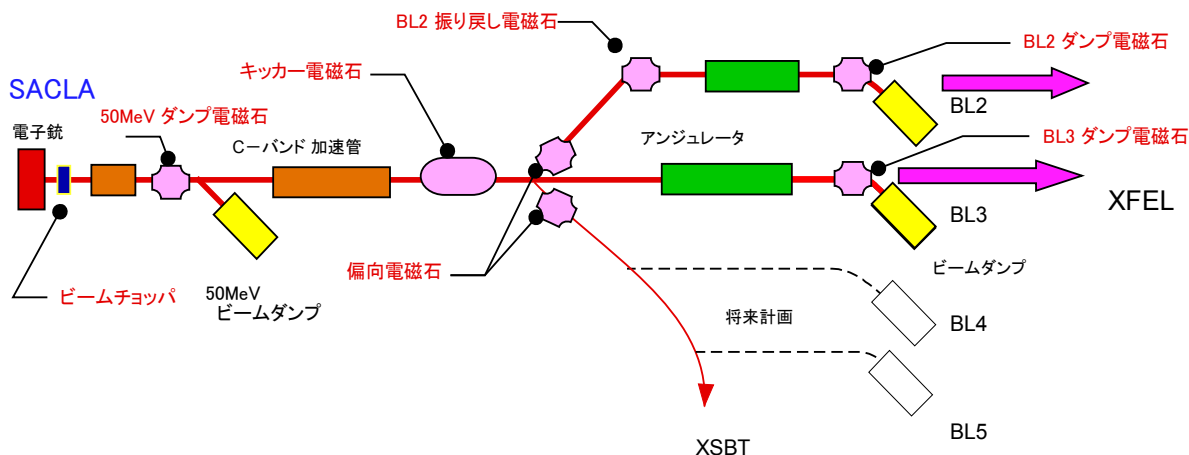 BL2 振り戻し電磁石
BL2 ダンプ電磁石
キッカー電磁石
SACLA
50MeV ダンプ電磁石
BL2
電子銃
C-バンド 加速管
アンジュレータ
BL3 ダンプ電磁石
XFEL
BL3
偏向電磁石
ビームダンプ
ビームチョッパ
50MeV
ビームダンプ
将来計画
BL4
BL5
XSBT